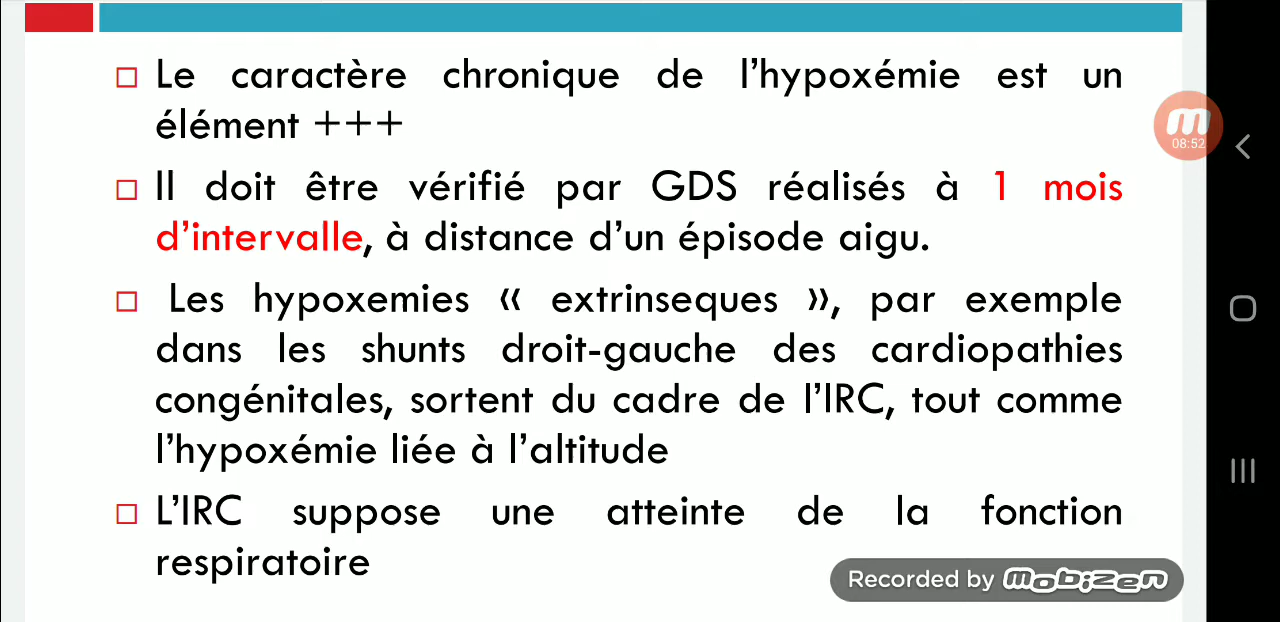 Le caractère chronique de l'hypoxémie est un
élément +++
Il doit être vérifié par GDS réalisés à 1 mois
d'intervalle, à distance d'un épisode aigu.
Les hypoxemies « extrinseques », par exemple
dans les shunts droit-gauche des cardiopathies
congénitales, sortent du cadre de l'IRC, tout comme
l'hypoxémie liée à l'altitude
L'IRC suppose une atteinte de la fonction
respiratoire
08:52
Recorded by mobizen